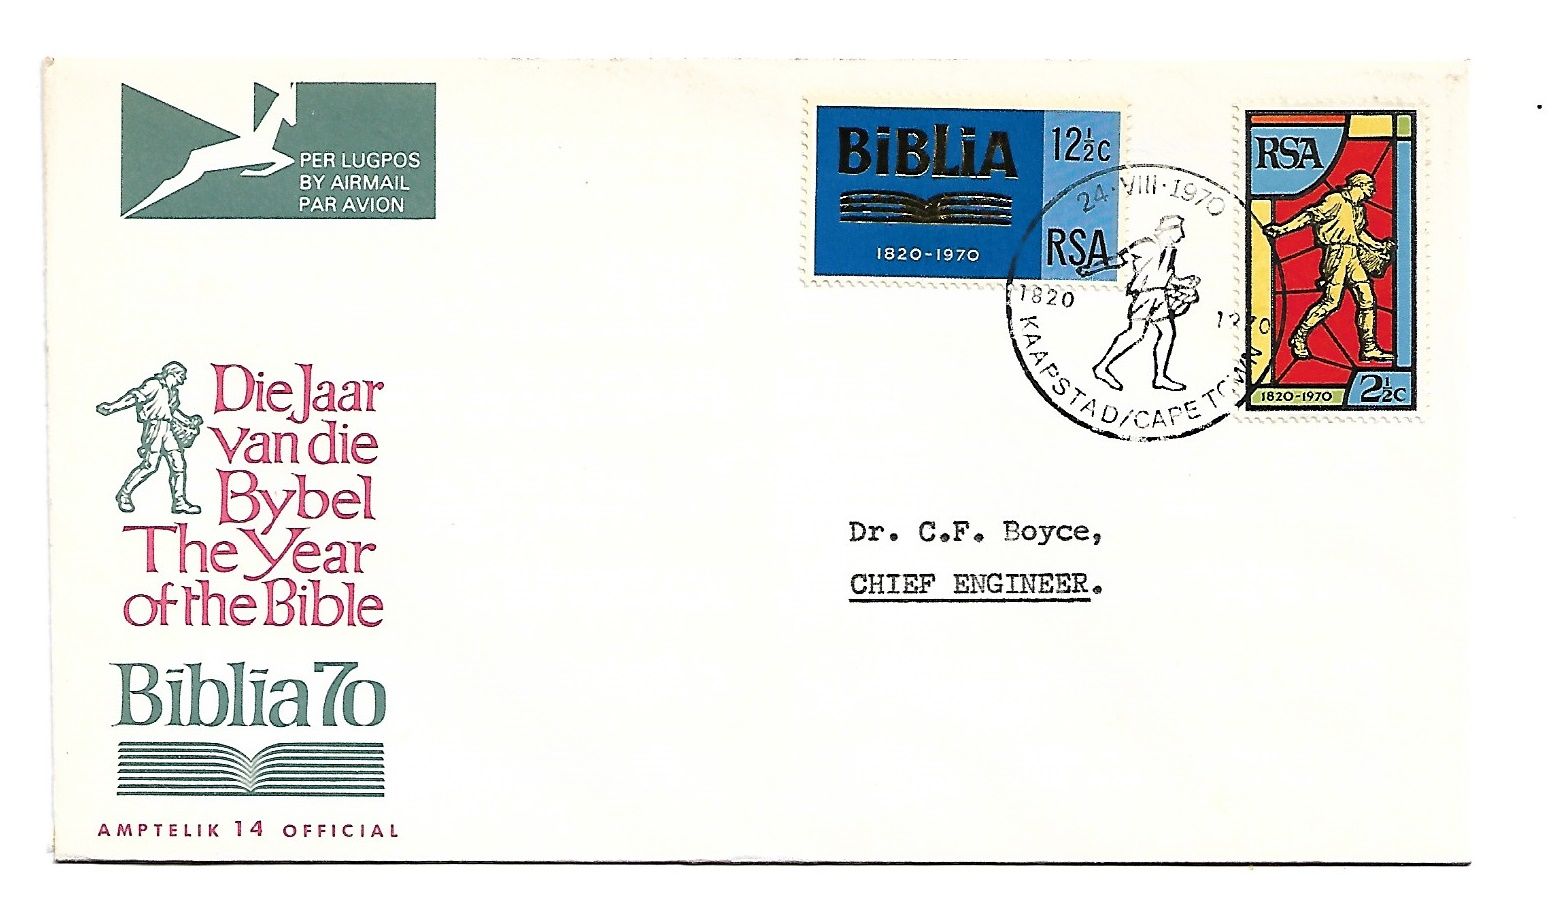 PER LUGPOS
BY AIRMAIL
PAR AVION
BiBLiA
12½c
1820-1970
RSA
RSA
1820-1970
2½c
24·VIII·1970
1820
1970
KAAPSTAD/CAPE TOWN
Die Jaar
van die
Bybel
The Year
of the Bible
Biblia 70
AMPTELIK 14 OFFICIAL
Dr. C.F. Boyce,
CHIEF ENGINEER.